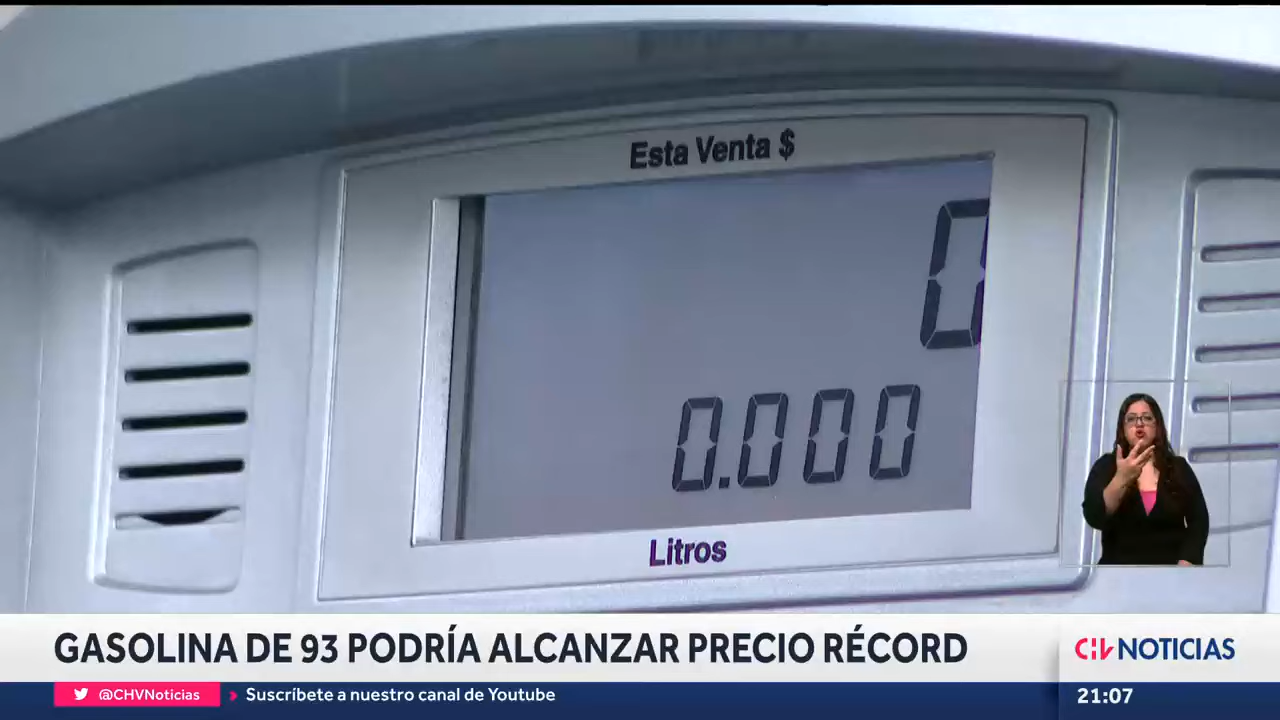 Esta Venta $
0
0.000
Litros
GASOLINA DE 93 PODRÍA ALCANZAR PRECIO RÉCORD
CHV NOTICIAS
@CHVNoticias
Suscríbete a nuestro canal de Youtube
21:07